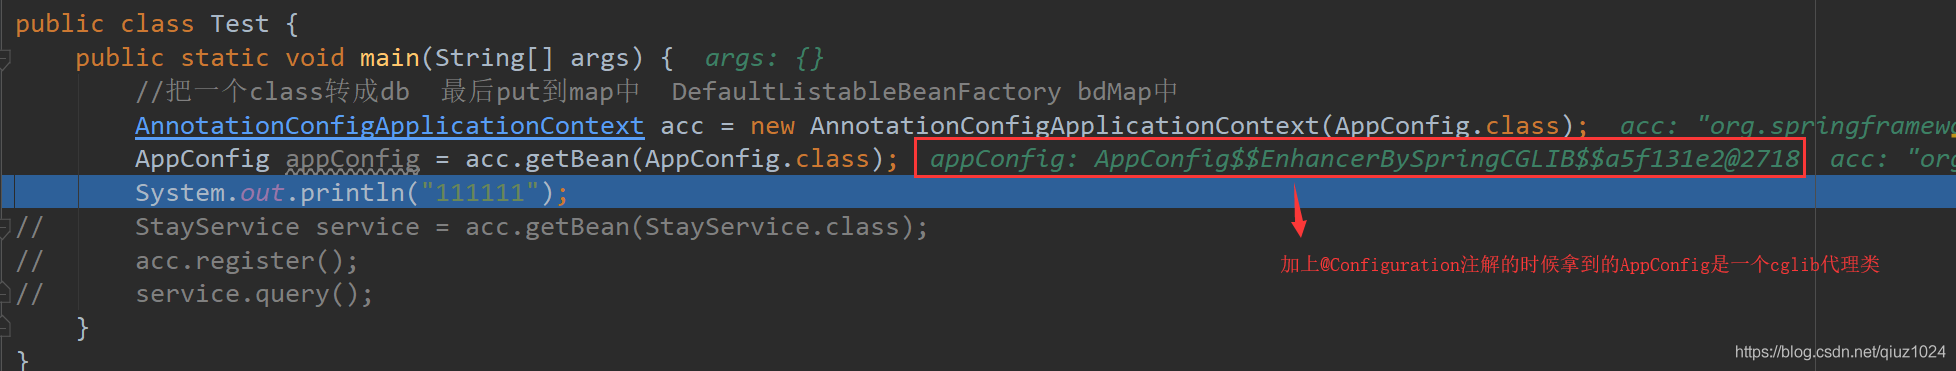 public class Test {
public static void main(String[] args) {  args: {}
//把一个class转成db  最后put到map中  DefaultListableBeanFactory bdMap中
AnnotationConfigApplicationContext acc = new AnnotationConfigApplicationContext(AppConfig.class);  acc: "org.springframew
AppConfig appConfig = acc.getBean(AppConfig.class);  appConfig: AppConfig$$EnhancerBySpringCGLIB$$a5f131e2@2718  acc: "org
System.out.println("111111");
//      StayService service = acc.getBean(StayService.class);
//      acc.register();
加上@Configuration注解的时候拿到的AppConfig是一个cglib代理类
//      service.query();
}
}
https://blog.csdn.net/qiuz1024